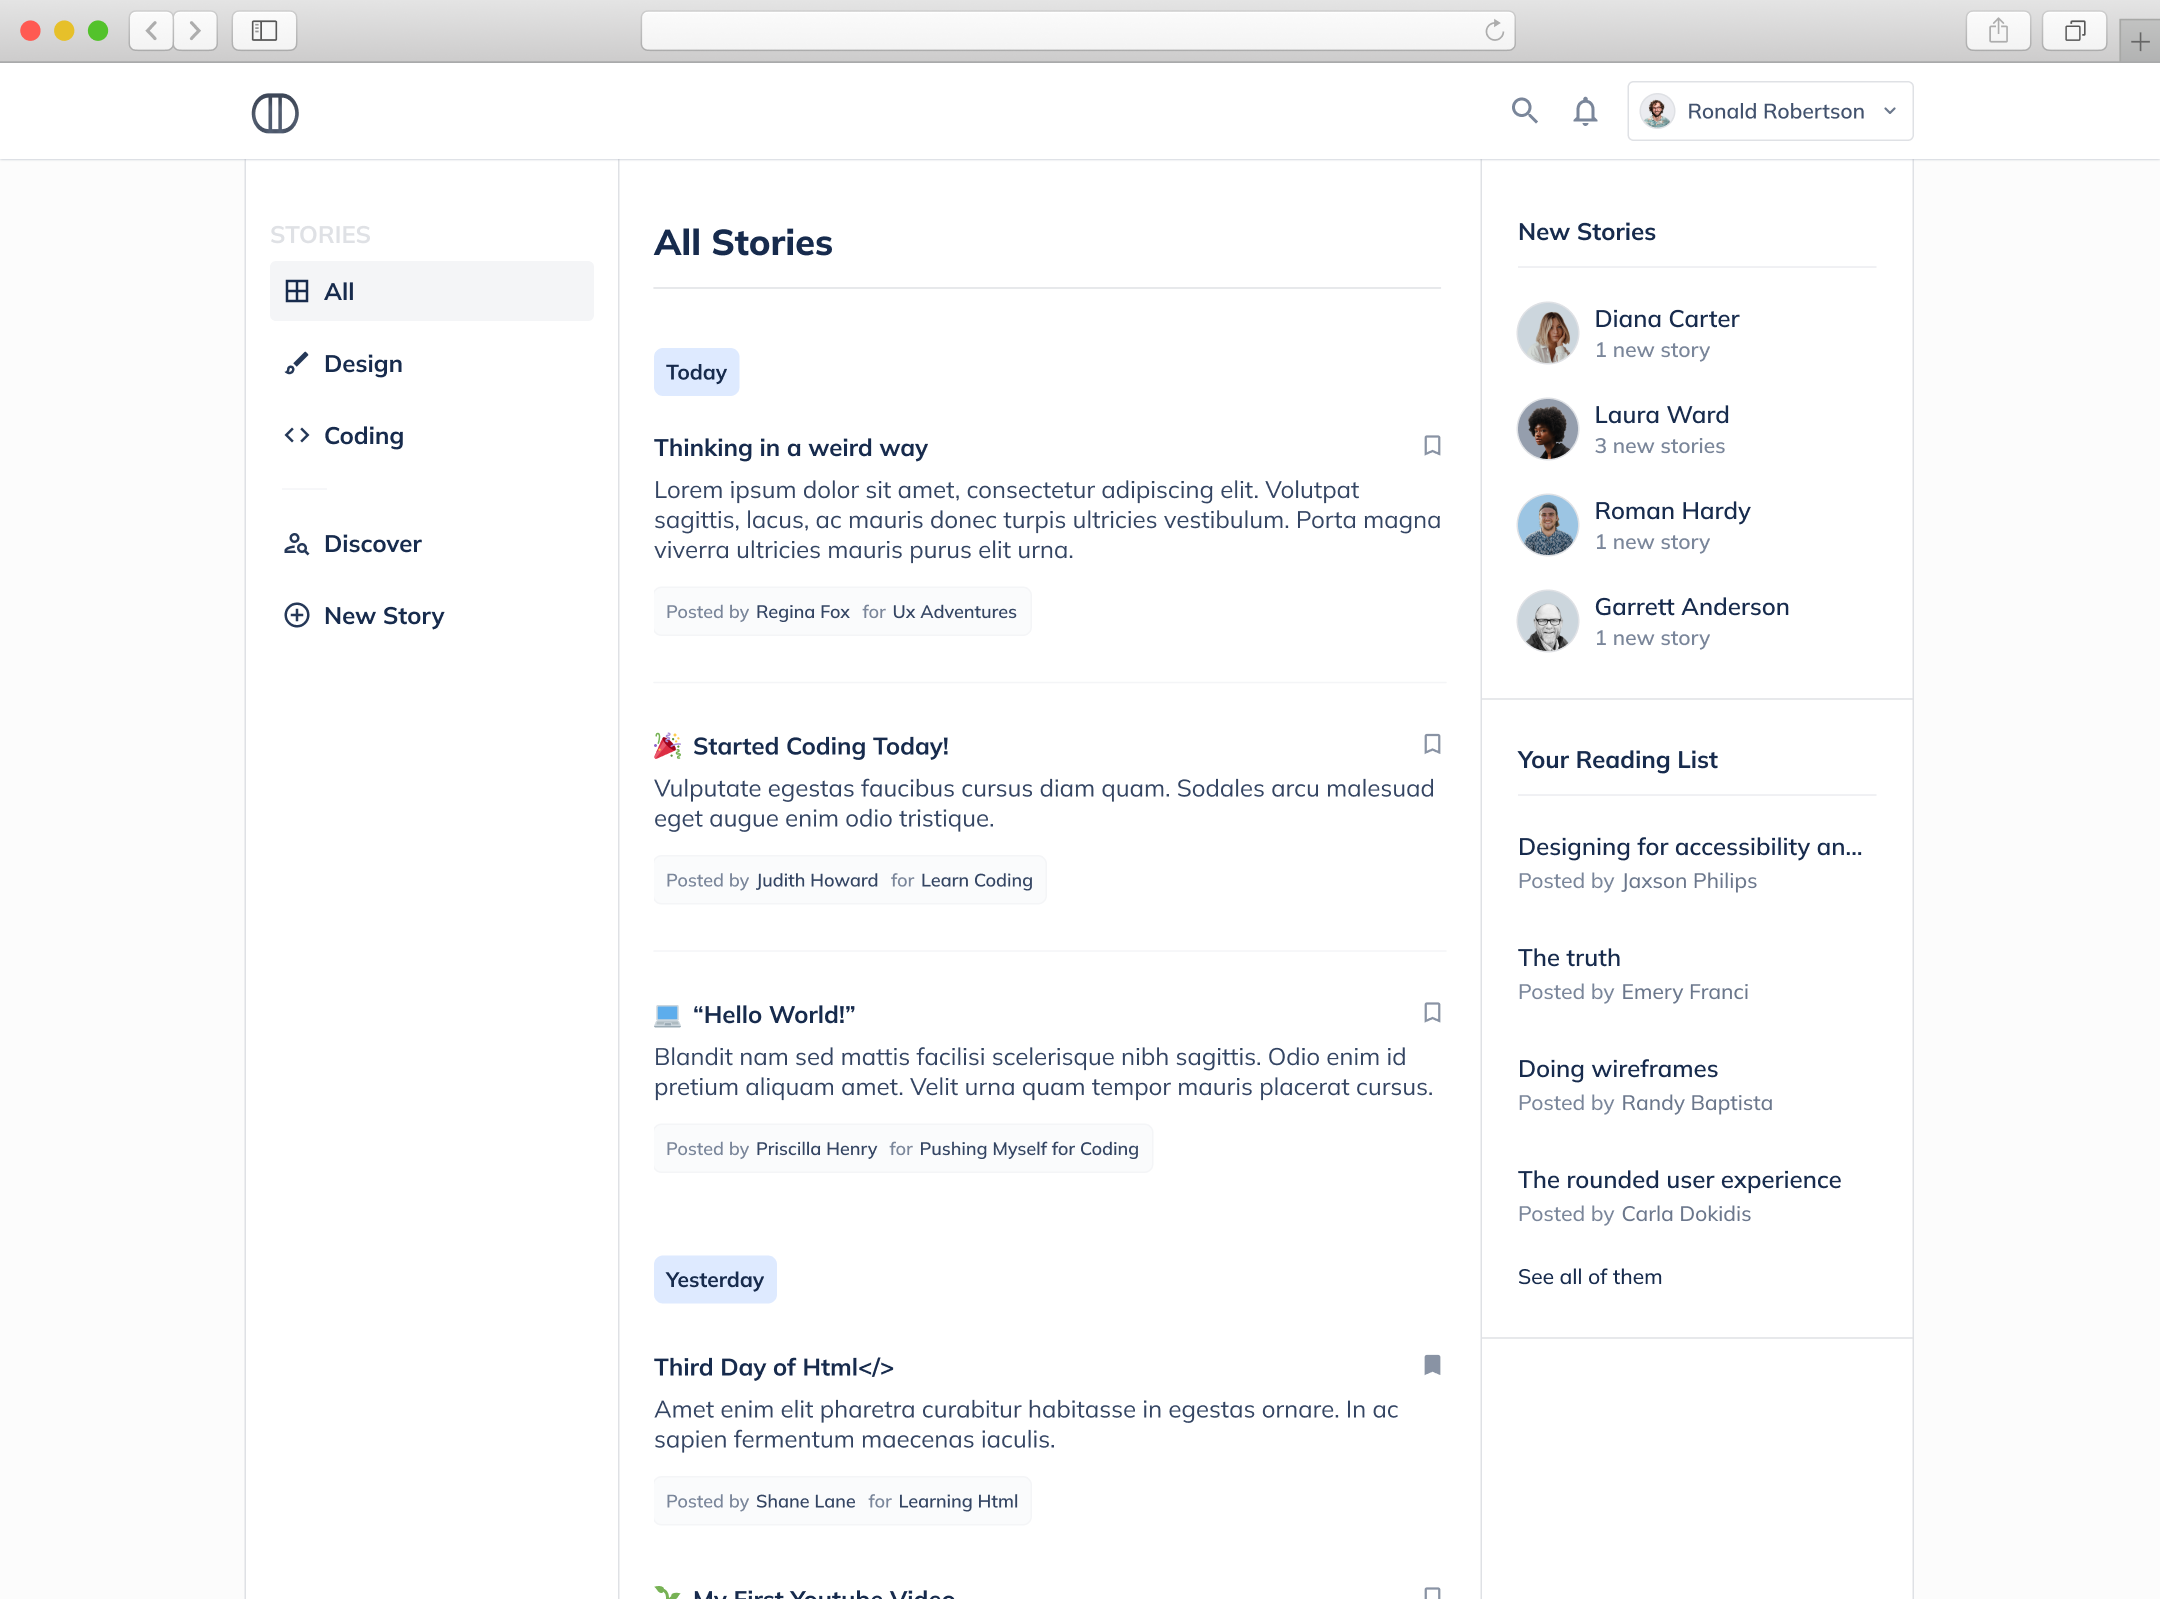 Ronald Robertson
STORIES
All
Design
Coding
Discover
New Story
All Stories
Today
Thinking in a weird way
Lorem ipsum dolor sit amet, consectetur adipiscing elit. Volutpat
sagittis, lacus, ac mauris donec turpis ultricies vestibulum. Porta magna
viverra ultricies mauris purus elit urna.
Posted by Regina Fox for Ux Adventures
🎉 Started Coding Today!
Vulputate egestas faucibus cursus diam quam. Sodales arcu malesuad
eget augue enim odio tristique.
Posted by Judith Howard for Learn Coding
💻 “Hello World!”
Blandit nam sed mattis facilisi scelerisque nibh sagittis. Odio enim id
pretium aliquam amet. Velit urna quam tempor mauris placerat cursus.
Posted by Priscilla Henry for Pushing Myself for Coding
Yesterday
Third Day of Html</>
Amet enim elit pharetra curabitur habitasse in egestas ornare. In ac
sapien fermentum maecenas iaculis.
Posted by Shane Lane for Learning Html
🌱 My First Youtube Video
New Stories
Diana Carter
1 new story
Laura Ward
3 new stories
Roman Hardy
1 new story
Garrett Anderson
1 new story
Your Reading List
Designing for accessibility an...
Posted by Jaxson Philips
The truth
Posted by Emery Franci
Doing wireframes
Posted by Randy Baptista
The rounded user experience
Posted by Carla Dokidis
See all of them